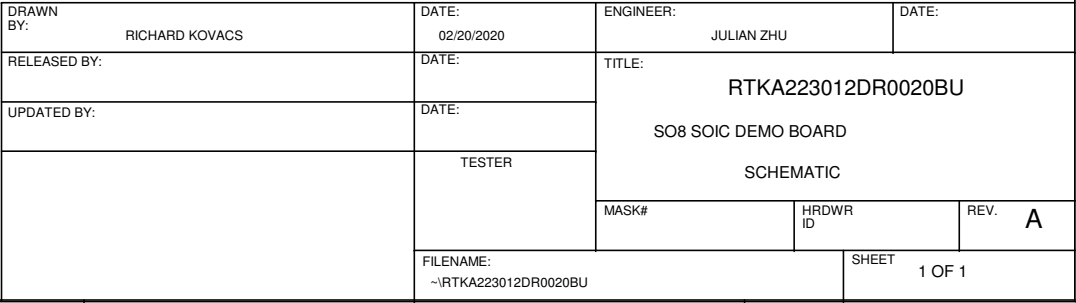 DRAWN
BY:
RICHARD KOVACS
DATE:
02/20/2020
ENGINEER:
JULIAN ZHU
DATE:
RELEASED BY:
DATE:
TITLE:
RTKA223012DR0020BU
UPDATED BY:
DATE:
SO8 SOIC DEMO BOARD
TESTER
SCHEMATIC
MASK#
HRDWR
ID
REV.
A
FILENAME:
~\RTKA223012DR0020BU
SHEET
1 OF 1